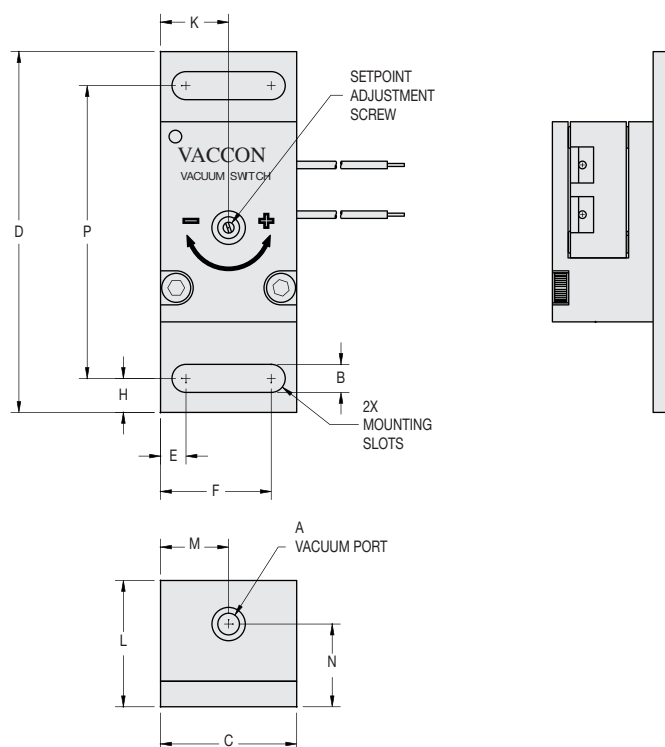 K
SETPOINT
ADJUSTMENT
SCREW
VACCON
VACUUM SWITCH
− +
D
P
H
B
2X
MOUNTING
SLOTS
E
F
A
VACUUM PORT
M
L
N
C